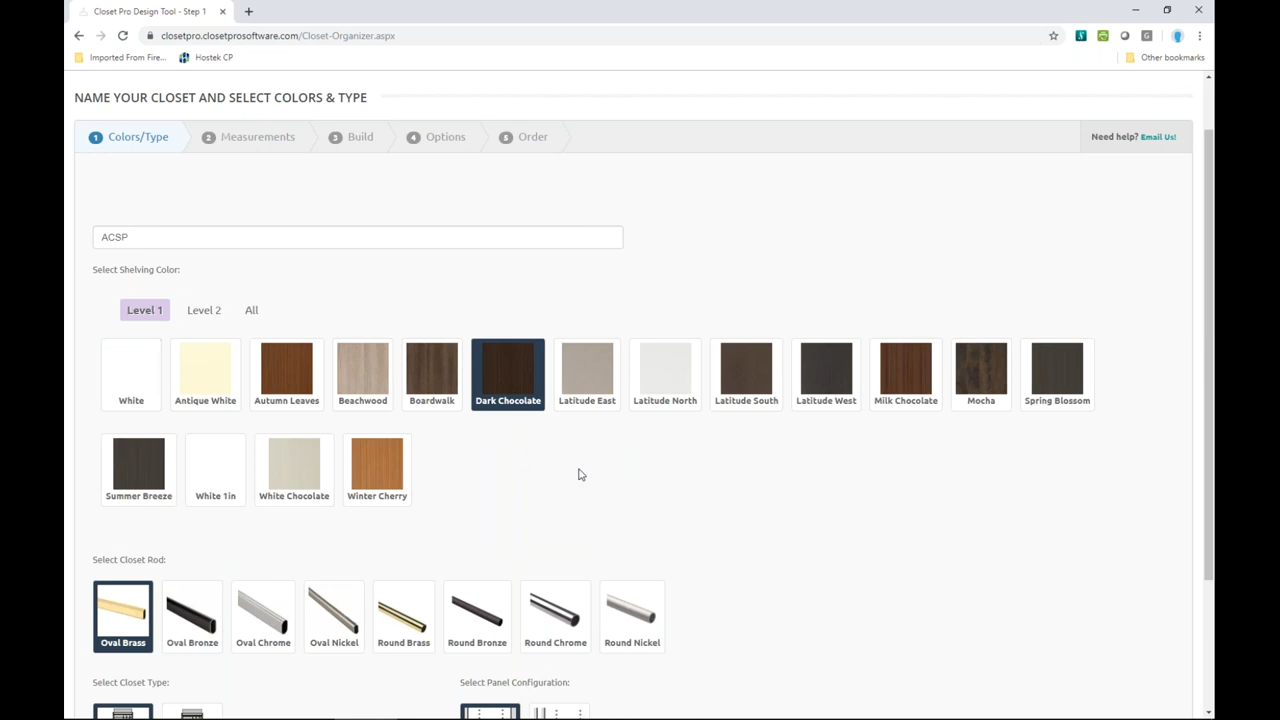 Closet Pro Design Tool - Step 1
closetpro.closetprosoftware.com/Closet-Organizer.aspx
Imported From Fire... Hostek CP Other bookmarks
NAME YOUR CLOSET AND SELECT COLORS & TYPE
1 Colors/Type 2 Measurements 3 Build 4 Options 5 Order Need help? Email Us!
ACSP
Select Shelving Color:
Level 1 Level 2 All
White Antique White Autumn Leaves Beachwood Boardwalk Dark Chocolate Latitude East Latitude North Latitude South Latitude West Milk Chocolate Mocha Spring Blossom
Summer Breeze White 1in White Chocolate Winter Cherry
Select Closet Rod:
Oval Brass Oval Bronze Oval Chrome Oval Nickel Round Brass Round Bronze Round Chrome Round Nickel
Select Closet Type: Select Panel Configuration: